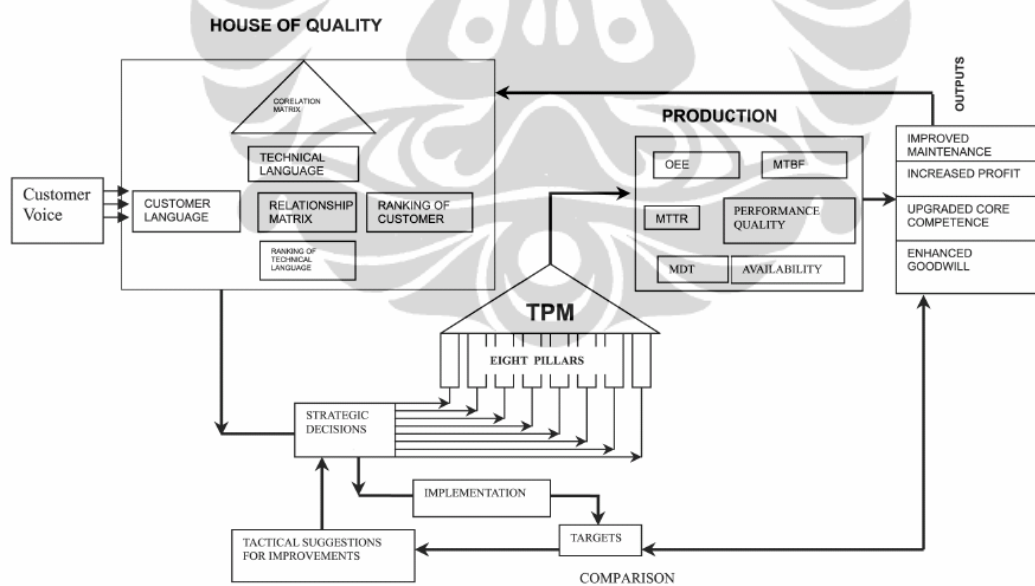 HOUSE OF QUALITY
CORELATION
MATRIX
TECHNICAL
LANGUAGE
Customer
Voice
CUSTOMER
LANGUAGE
RELATIONSHIP
MATRIX
RANKING OF
CUSTOMER
RANKING OF
TECHNICAL
LANGUAGE
PRODUCTION
OEE
MTBF
MTTR
PERFORMANCE
QUALITY
MDT
AVAILABILITY
OUTPUTS
IMPROVED
MAINTENANCE
INCREASED PROFIT
UPGRADED CORE
COMPETENCE
ENHANCED
GOODWILL
TPM
EIGHT PILLARS
STRATEGIC
DECISIONS
IMPLEMENTATION
TARGETS
TACTICAL SUGGESTIONS
FOR IMPROVEMENTS
COMPARISON